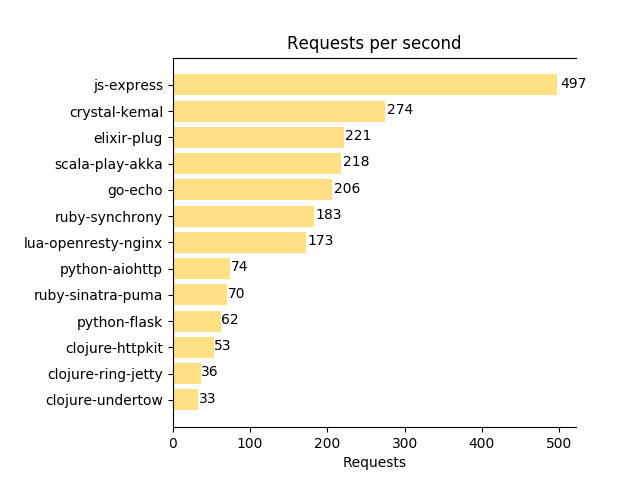 Requests per second
js-express 497
crystal-kemal 274
elixir-plug 221
scala-play-akka 218
go-echo 206
ruby-synchrony 183
lua-openresty-nginx 173
python-aiohttp 74
ruby-sinatra-puma 70
python-flask 62
clojure-httpkit 53
clojure-ring-jetty 36
clojure-undertow 33
0 100 200 300 400 500
Requests